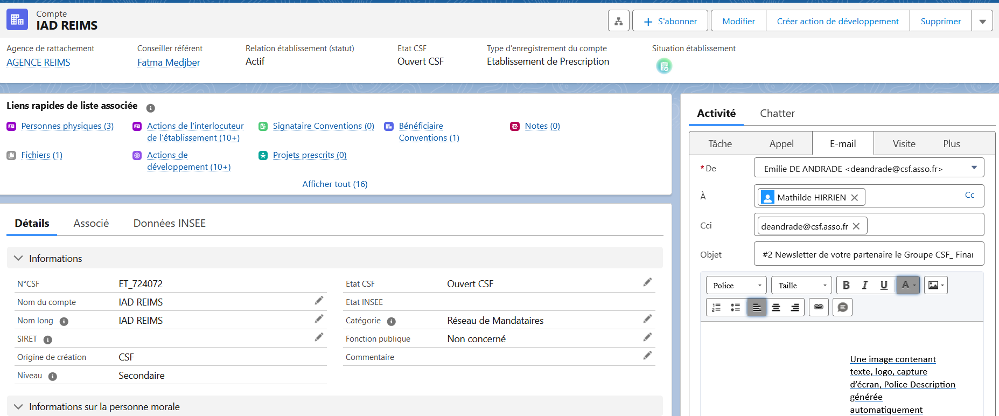 Compte
IAD REIMS
S'abonner
Modifier
Créer action de développement
Supprimer
Agence de rattachement
AGENCE REIMS
Conseiller référent
Fatma Medjber
Relation établissement (statut)
Actif
Etat CSF
Ouvert CSF
Type d'enregistrement du compte
Etablissement de Prescription
Situation établissement
Liens rapides de liste associée
Personnes physiques (3)
Actions de l'interlocuteur
de l'établissement (10+)
Signataire Conventions (0)
Bénéficiaire
Conventions (1)
Notes (0)
Fichiers (1)
Actions de
développement (10+)
Projets prescrits (0)
Afficher tout (16)
Détails
Associé
Données INSEE
Informations
N°CSF
ET_724072
Nom du compte
IAD REIMS
Nom long
IAD REIMS
SIRET
Origine de création
CSF
Niveau
Secondaire
Etat CSF
Ouvert CSF
Etat INSEE
Catégorie
Réseau de Mandataires
Fonction publique
Non concerné
Commentaire
Informations sur la personne morale
Activité
Chatter
Tâche
Appel
E-mail
Visite
Plus
*De
Emilie DE ANDRADE <deandrade@csf.asso.fr>
À
Mathilde HIRRIEN
Cc
Cci
deandrade@csf.asso.fr
Objet
#2 Newsletter de votre partenaire le Groupe CSF_ Finar
Police
Taille
B I U A
Une image contenant
texte, logo, capture
d'écran, Police Description
générée
automatiquement